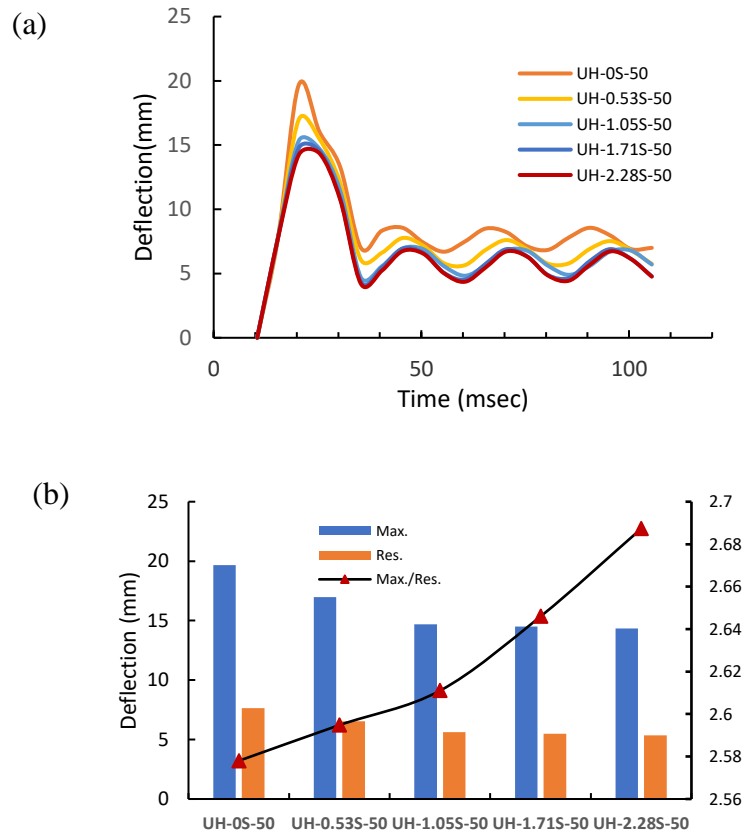 (a)
25
20
15
10
5
0
Deflection(mm)
UH-0S-50
UH-0.53S-50
UH-1.05S-50
UH-1.71S-50
UH-2.28S-50
0
50
100
Time (msec)
(b)
25
20
15
10
5
0
Deflection (mm)
Max.
Res.
Max./Res.
2.7
2.68
2.66
2.64
2.62
2.6
2.58
2.56
UH-0S-50 UH-0.53S-50 UH-1.05S-50 UH-1.71S-50 UH-2.28S-50